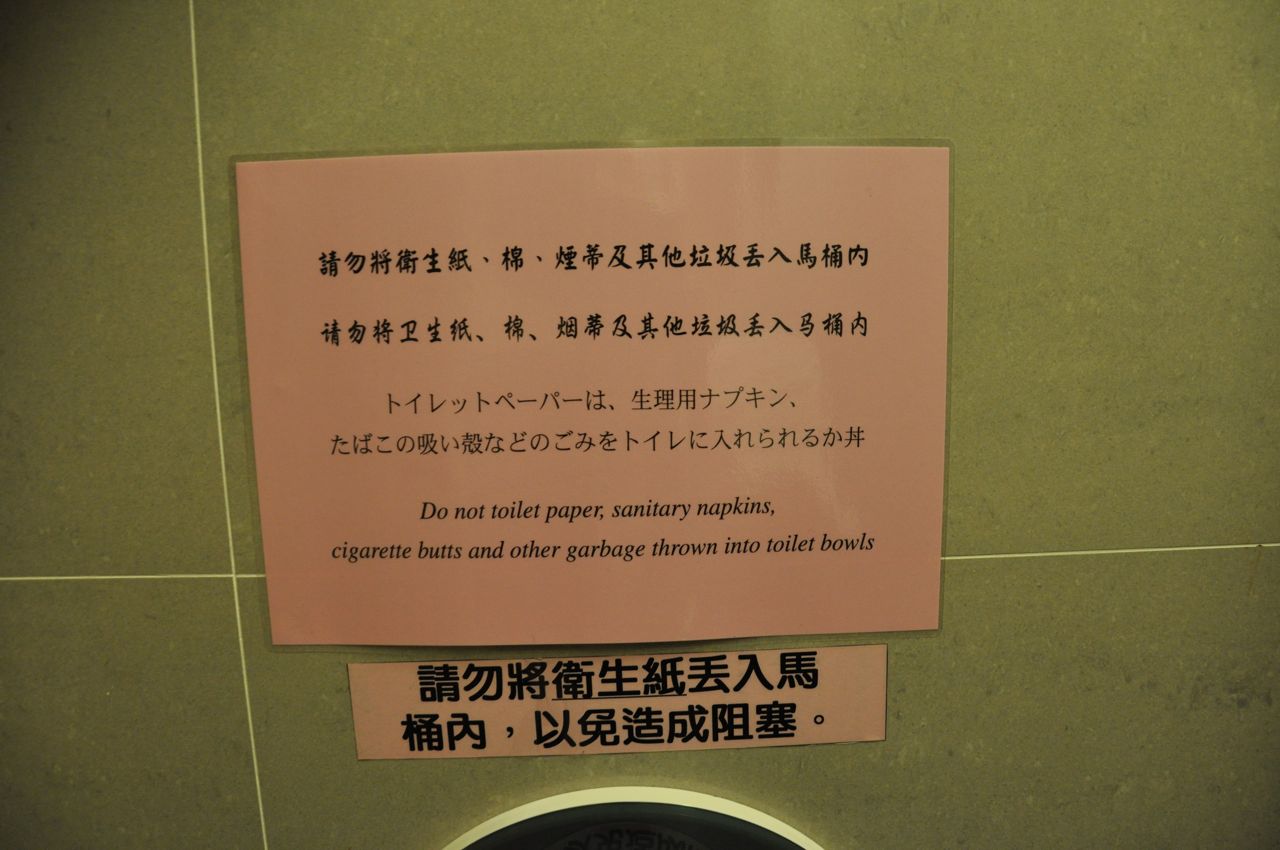 請勿將衛生紙、棉、煙蒂及其他垃圾丟入馬桶內
请勿将卫生纸、棉、烟蒂及其他垃圾丢入马桶内
トイレットペーパーは、生理用ナプキン、
たばこの吸い殻などのごみをトイレに入れられるか丼
Do not toilet paper, sanitary napkins,
cigarette butts and other garbage thrown into toilet bowls
請勿將衛生紙丟入馬
桶內，以免造成阻塞。